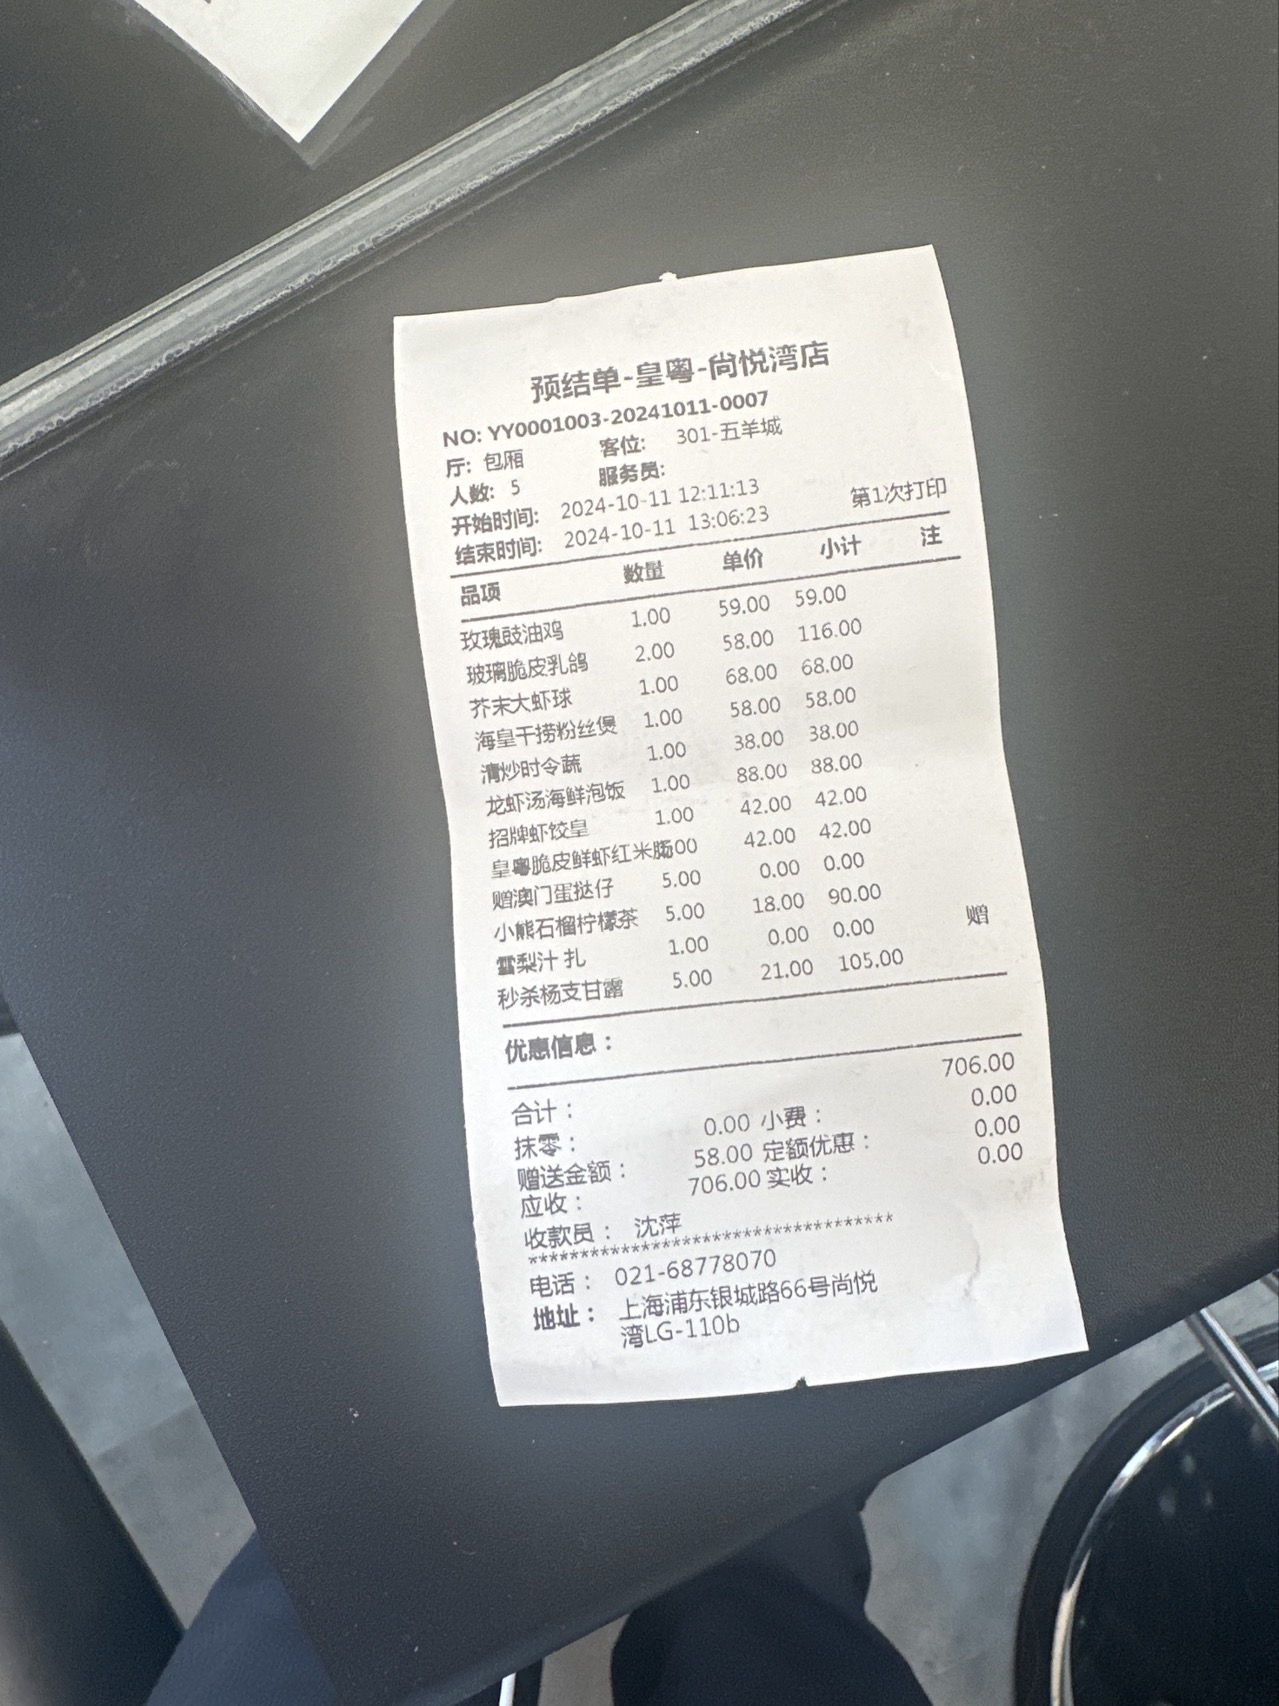 预结单-皇粤-尚悦湾店
NO: YY0001003-20241011-0007
厅: 包厢 客位: 301-五羊城
人数: 5 服务员:
开始时间: 2024-10-11 12:11:13
结束时间: 2024-10-11 13:06:23 第1次打印
品项 数量 单价 小计 注
玫瑰豉油鸡 1.00 59.00 59.00
玻璃脆皮乳鸽 2.00 58.00 116.00
芥末大虾球 1.00 68.00 68.00
海皇干捞粉丝煲 1.00 58.00 58.00
清炒时令蔬 1.00 38.00 38.00
龙虾汤海鲜泡饭 1.00 88.00 88.00
招牌虾饺皇 1.00 42.00 42.00
皇粤脆皮鲜虾红米肠 42.00 42.00
赠澳门蛋挞仔 5.00 0.00 0.00
小熊石榴柠檬茶 5.00 18.00 90.00
雪梨汁 扎 1.00 0.00 0.00 赠
秒杀杨支甘露 5.00 21.00 105.00
优惠信息：
合计： 706.00
抹零： 0.00 小费： 0.00
赠送金额： 58.00 定额优惠： 0.00
应收： 706.00 实收： 0.00
收款员： 沈萍
***********************************
电话： 021-68778070
地址： 上海浦东银城路66号尚悦
湾LG-110b